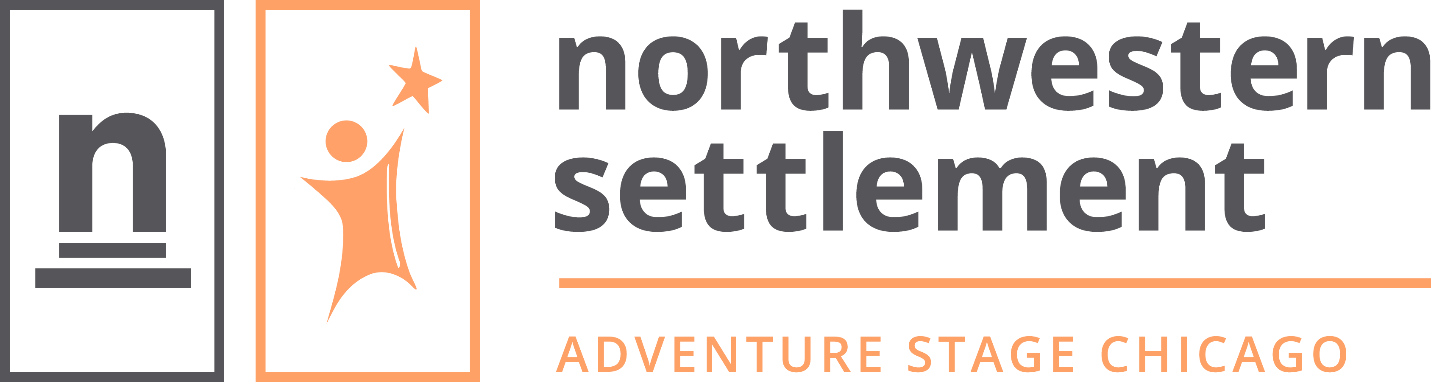 n
northwestern
settlement
ADVENTURE STAGE CHICAGO